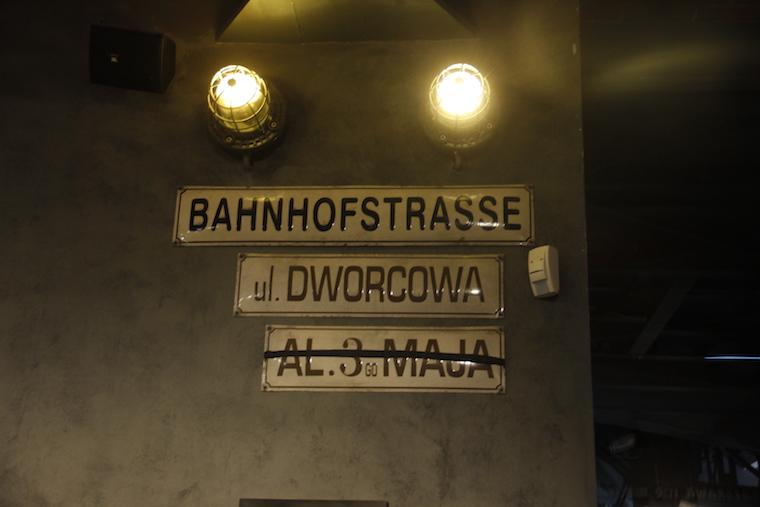 BAHNHOFSTRASSE
ul. DWORCOWA
AL. 3 GO MAJA